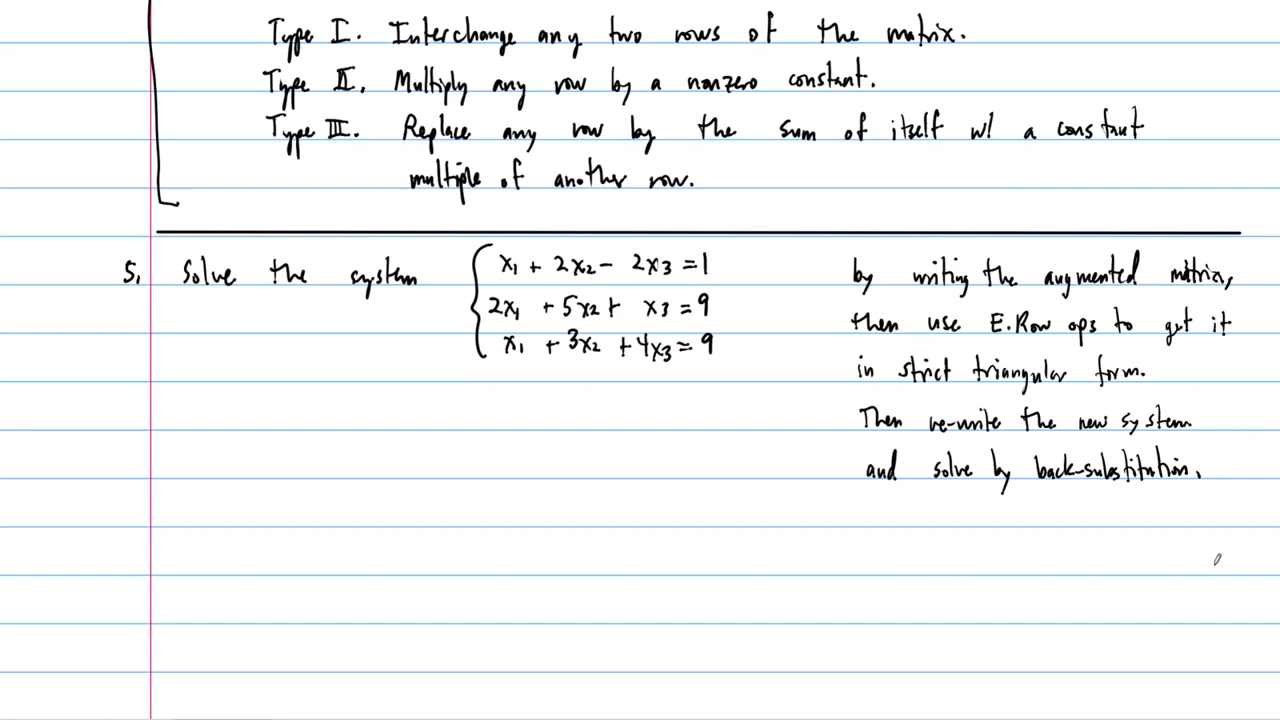 Type I. Interchange any two rows of the matrix.
Type II. Multiply any row by a nonzero constant.
Type III. Replace any row by the sum of itself w/ a constant
multiple of another row.
5. Solve the system
x₁ + 2x₂ - 2x₃ = 1
2x₁ + 5x₂ + x₃ = 9
x₁ + 3x₂ + 4x₃ = 9
by writing the augmented matrix,
then use E.Row ops to get it
in strict triangular form.
Then re-write the new system
and solve by back-substitution.